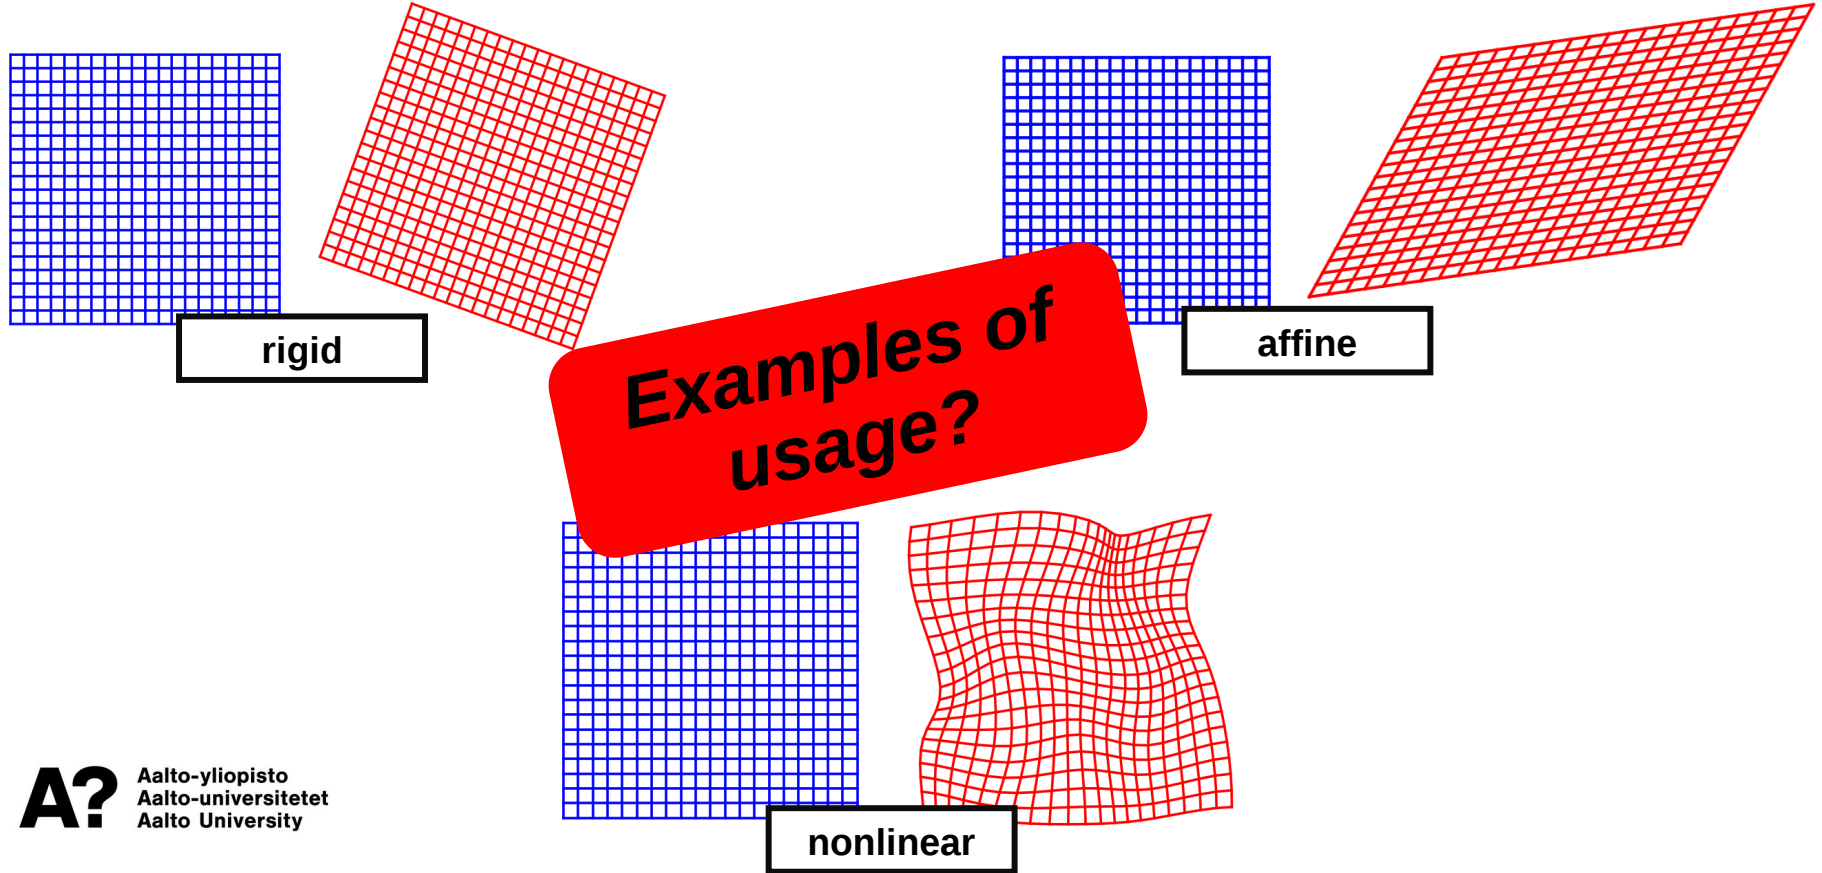 rigid
affine
Examples of
usage?
nonlinear
A?
Aalto-yliopisto
Aalto-universitetet
Aalto University